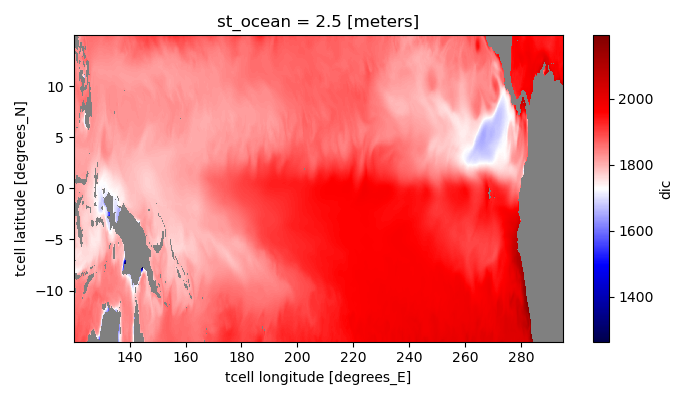 st_ocean = 2.5 [meters]
10
5
0
−5
−10
tcell latitude [degrees_N]
140 160 180 200 220 240 260 280
tcell longitude [degrees_E]
2000
1800
1600
1400
dic